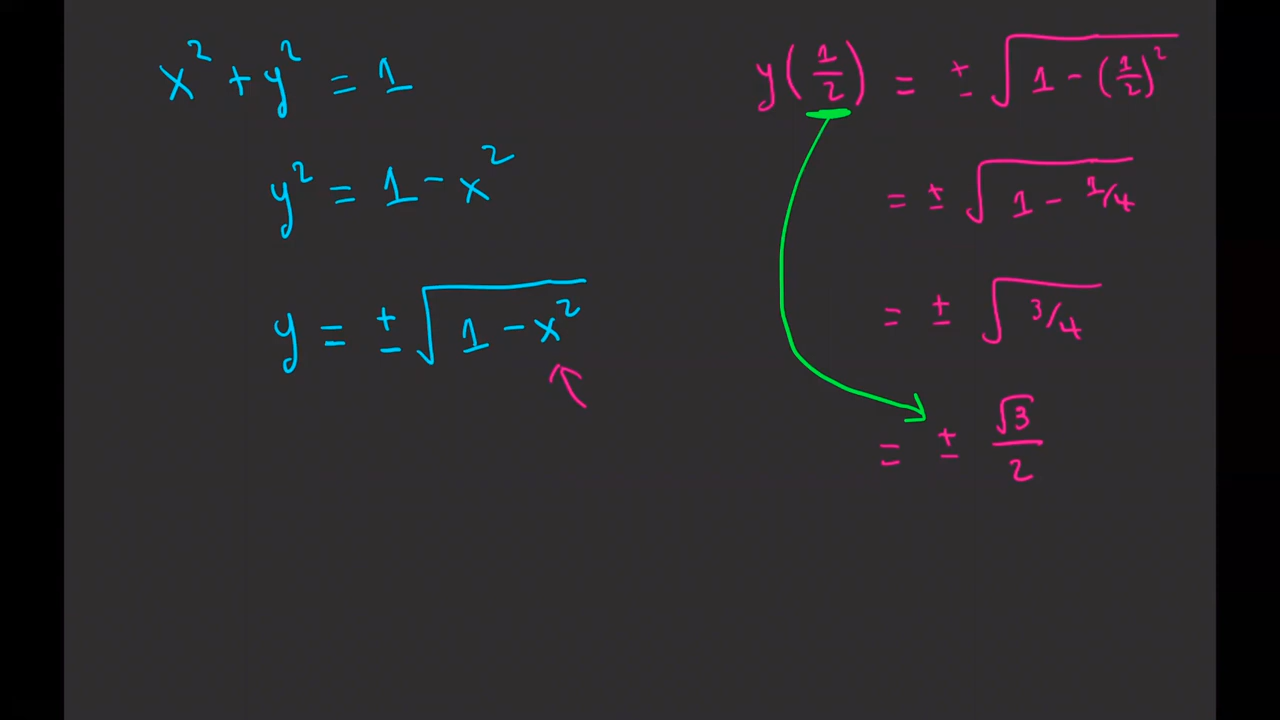 x² + y² = 1
y² = 1 - x²
y = ± √(1 - x²)
y(1/2) = ± √(1 - (1/2)²)
= ± √(1 - 1/4)
= ± √(3/4)
= ± √3/2